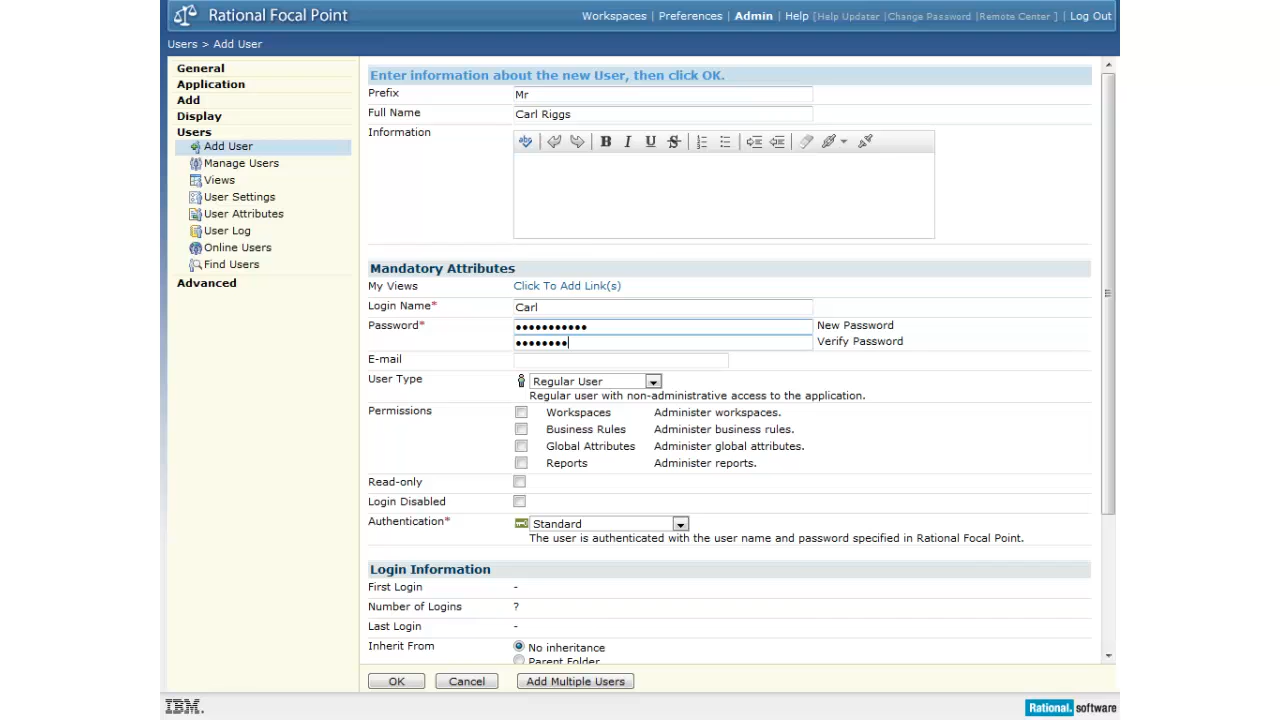 Rational Focal Point
Workspaces | Preferences | Admin | Help [Help Updater |Change Password |Remote Center ] | Log Out
Users > Add User
General
Application
Add
Display
Users
Add User
Manage Users
Views
User Settings
User Attributes
User Log
Online Users
Find Users
Advanced
Enter information about the new User, then click OK.
Prefix Mr
Full Name Carl Riggs
Information
abc B I U S
Mandatory Attributes
My Views Click To Add Link(s)
Login Name* Carl
Password* ●●●●●●●●●●● New Password
●●●●●●●● Verify Password
E-mail
User Type Regular User
Regular user with non-administrative access to the application.
Permissions Workspaces Administer workspaces.
Business Rules Administer business rules.
Global Attributes Administer global attributes.
Reports Administer reports.
Read-only
Login Disabled
Authentication* Standard
The user is authenticated with the user name and password specified in Rational Focal Point.
Login Information
First Login -
Number of Logins ?
Last Login -
Inherit From No inheritance
Parent Folder
OK Cancel Add Multiple Users
IBM. Rational. software